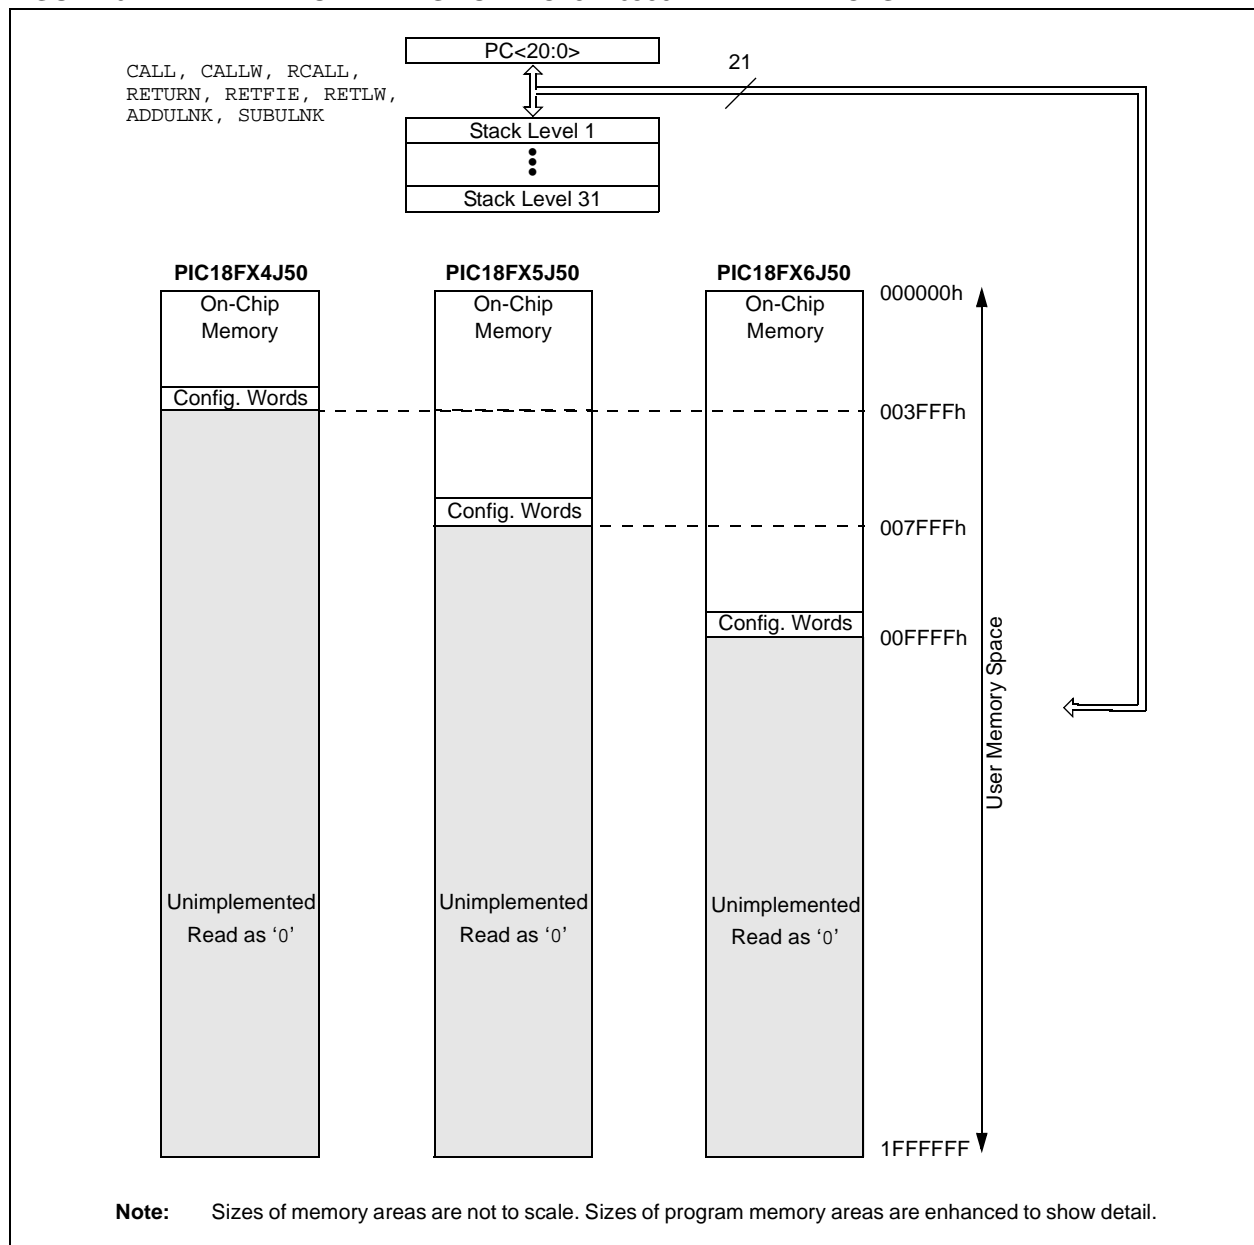 PC<20:0>
21
CALL, CALLW, RCALL,
RETURN, RETFIE, RETLW,
ADDULNK, SUBULNK
Stack Level 1
Stack Level 31
PIC18FX4J50
PIC18FX5J50
PIC18FX6J50
On-Chip
Memory
On-Chip
Memory
On-Chip
Memory
000000h
Config. Words
003FFFh
Config. Words
007FFFh
Config. Words
00FFFFh
User Memory Space
Unimplemented
Read as ‘0’
Unimplemented
Read as ‘0’
Unimplemented
Read as ‘0’
1FFFFFF
Note: Sizes of memory areas are not to scale. Sizes of program memory areas are enhanced to show detail.